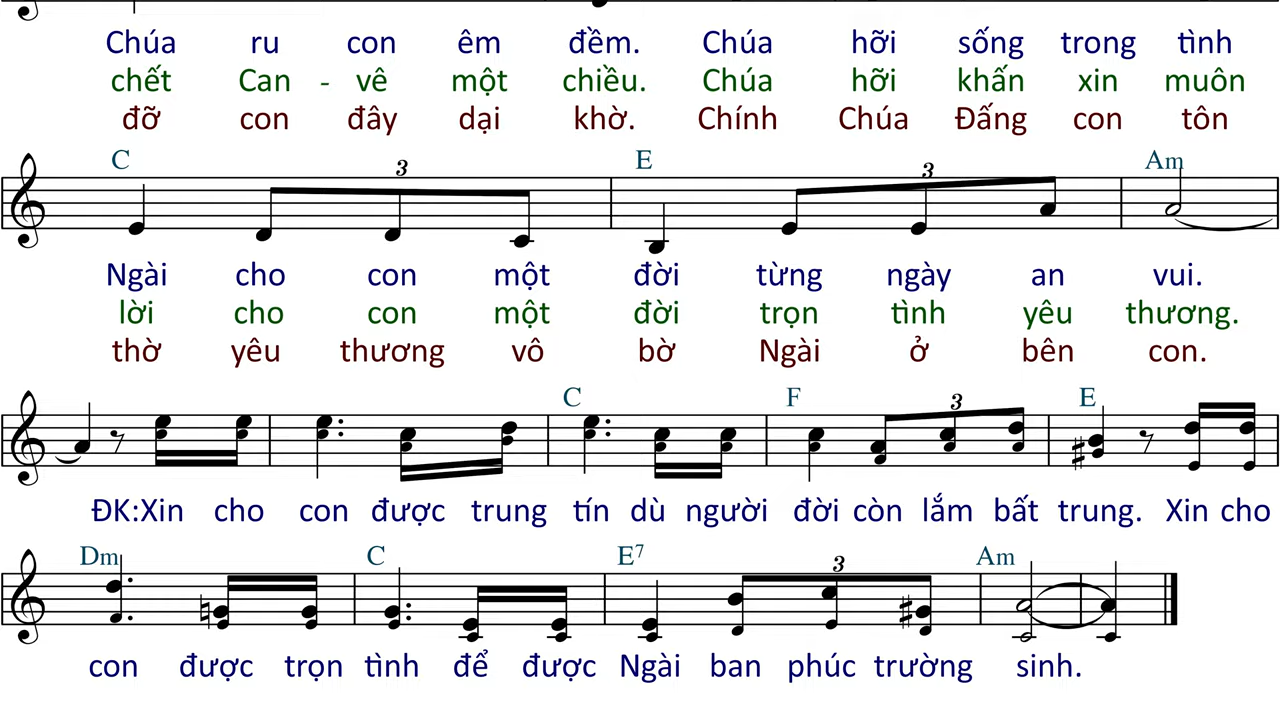 Chúa ru con êm đềm. Chúa hỡi sống trong tình
chết Can - vê một chiều. Chúa hỡi khấn xin muôn
đỡ con đây dại khờ. Chính Chúa Đấng con tôn
C 3 E 3 Am
Ngài cho con một đời từng ngày an vui.
lời cho con một đời trọn tình yêu thương.
thờ yêu thương vô bờ Ngài ở bên con.
C F 3 E
ĐK:Xin cho con được trung tín dù người đời còn lắm bất trung. Xin cho
Dm C E7 3 Am
con được trọn tình để được Ngài ban phúc trường sinh.